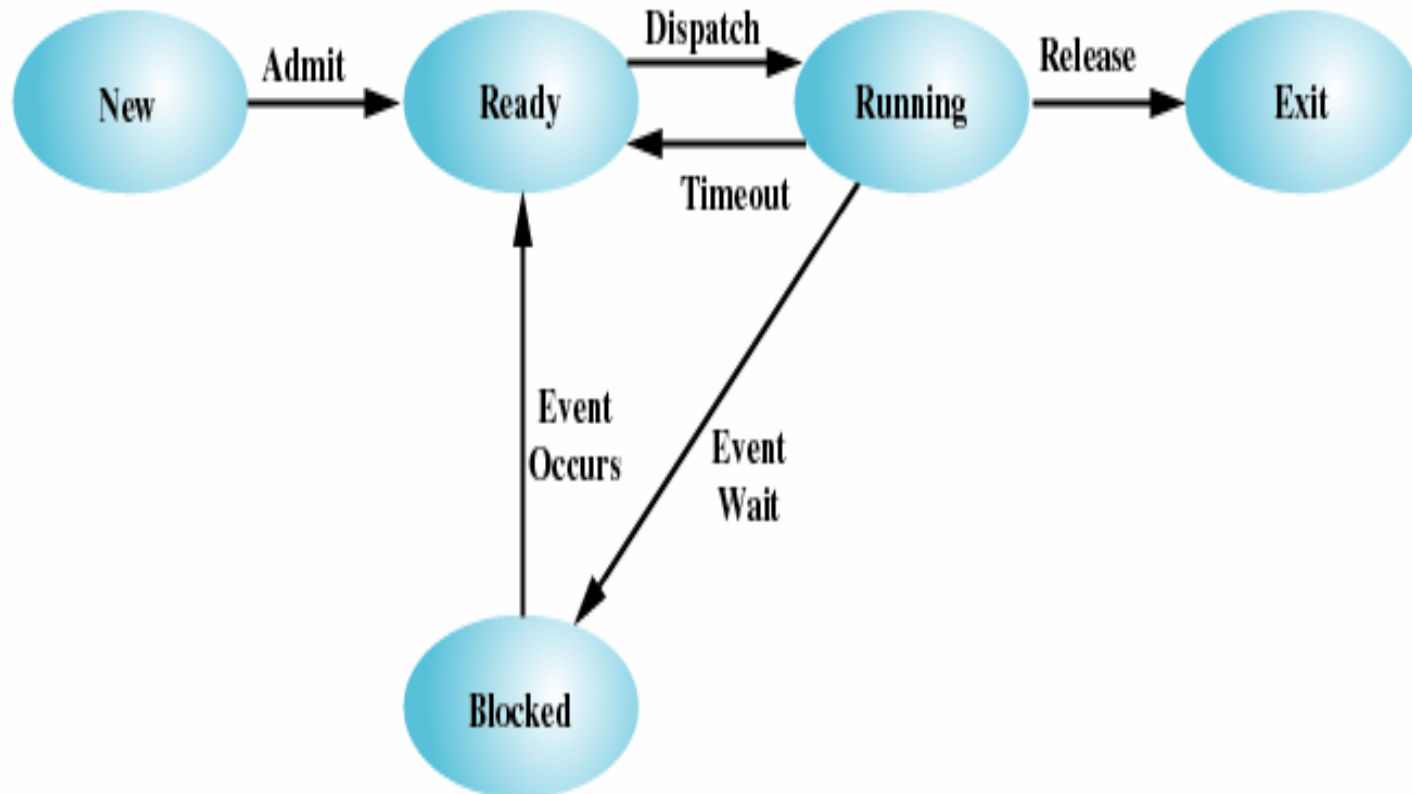 Dispatch
Admit
Release
New
Ready
Running
Exit
Timeout
Event
Occurs
Event
Wait
Blocked